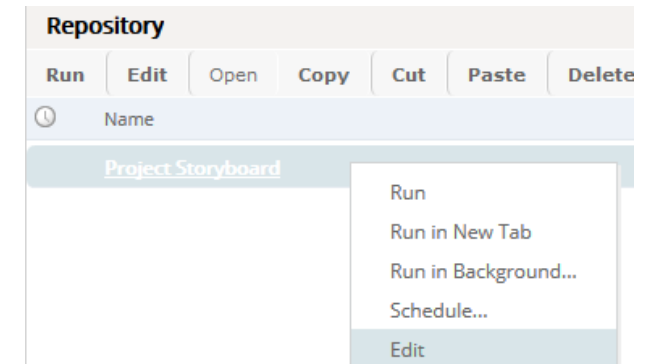 Repository
Run Edit Open Copy Cut Paste Delete
Name
Project Storyboard
Run
Run in New Tab
Run in Background...
Schedule...
Edit